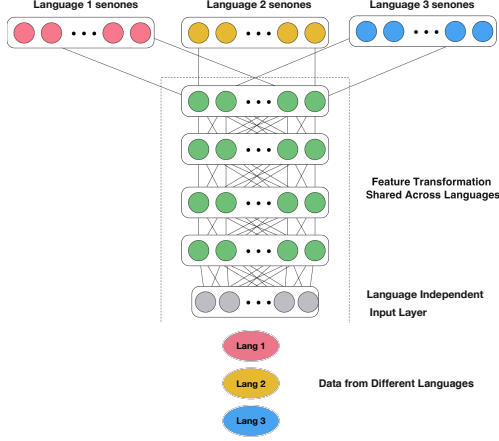 Language 1 senones
Language 2 senones
Language 3 senones
Feature Transformation
Shared Across Languages
Language Independent
Input Layer
Lang 1
Lang 2
Data from Different Languages
Lang 3